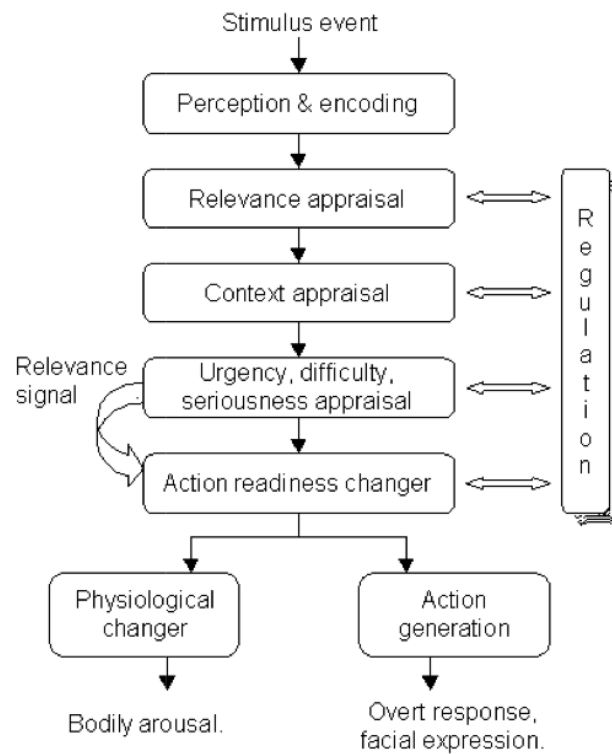 Stimulus event
Perception & encoding
Relevance appraisal
Context appraisal
Relevance
signal
Urgency, difficulty,
seriousness appraisal
Action readiness changer
Regulation
Physiological
changer
Action
generation
Bodily arousal.
Overt response,
facial expression.